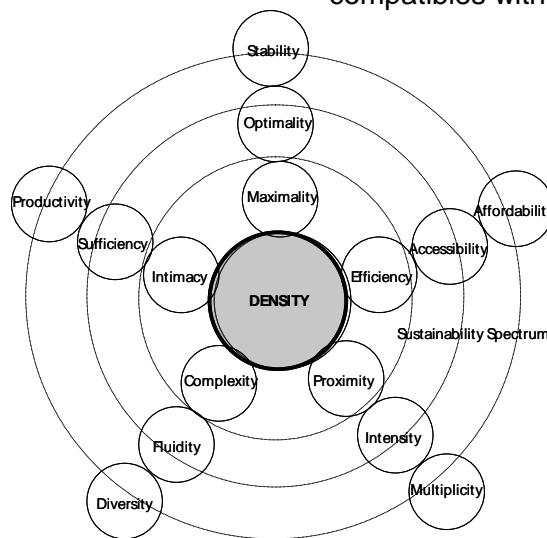 compatibles with
Stability
Optimality
Maximality
Productivity
Affordability
Sufficiency
Accessibility
Intimacy
Efficiency
DENSITY
Sustainability Spectrum
Complexity
Proximity
Fluidity
Intensity
Diversity
Multiplicity